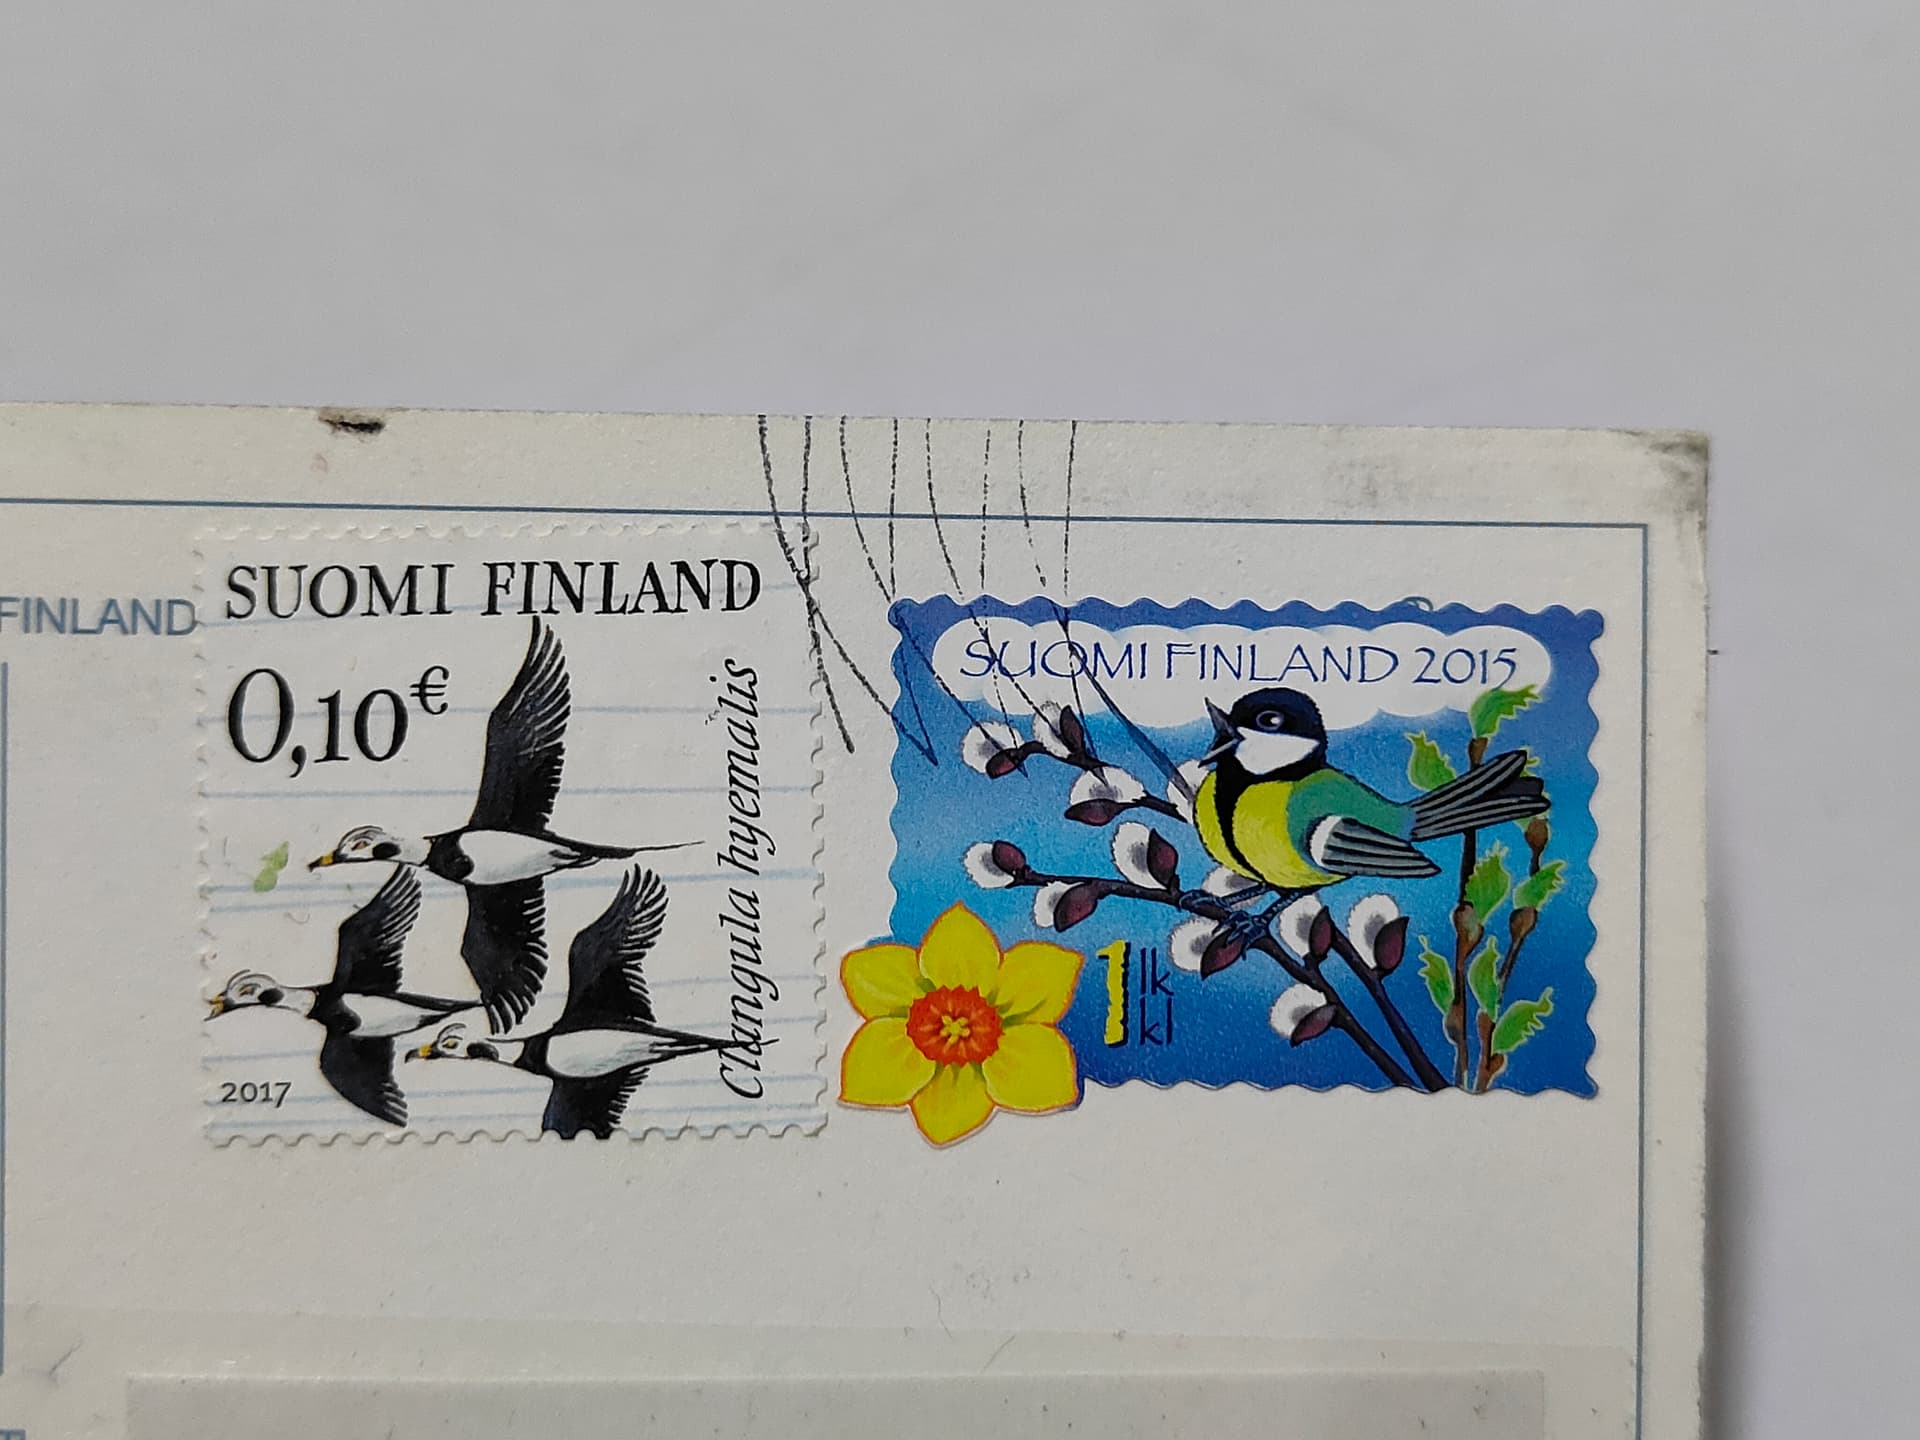 FINLAND
SUOMI FINLAND
0,10€
Clangula hyemalis
2017
SUOMI FINLAND 2015
1 lk
kl